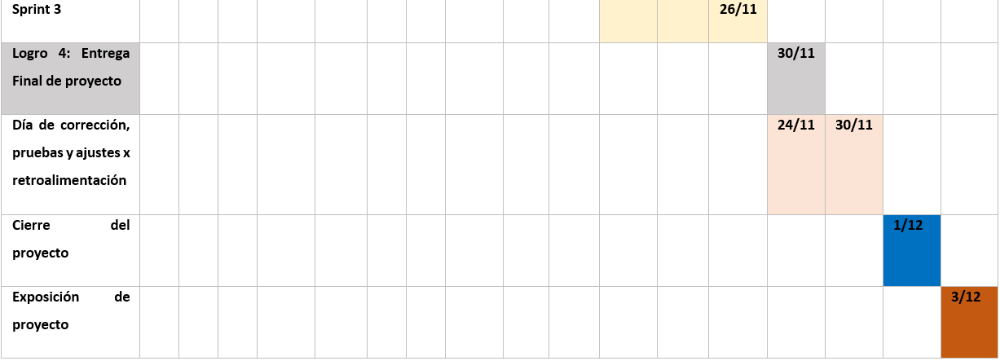 Sprint 3 26/11
Logro 4: Entrega 30/11
Final de proyecto
Día de corrección, 24/11 30/11
pruebas y ajustes x
retroalimentación
Cierre del 1/12
proyecto
Exposición de 3/12
proyecto